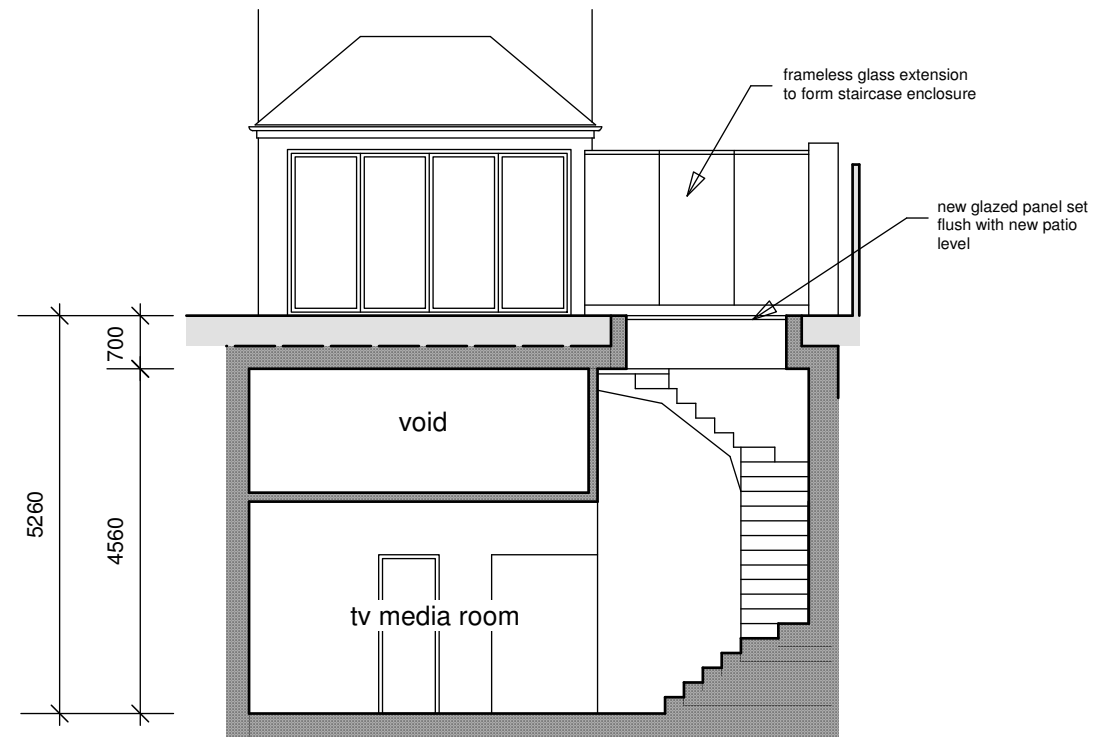 frameless glass extension
to form staircase enclosure
new glazed panel set
flush with new patio
level
700
void
5260
4560
tv media room